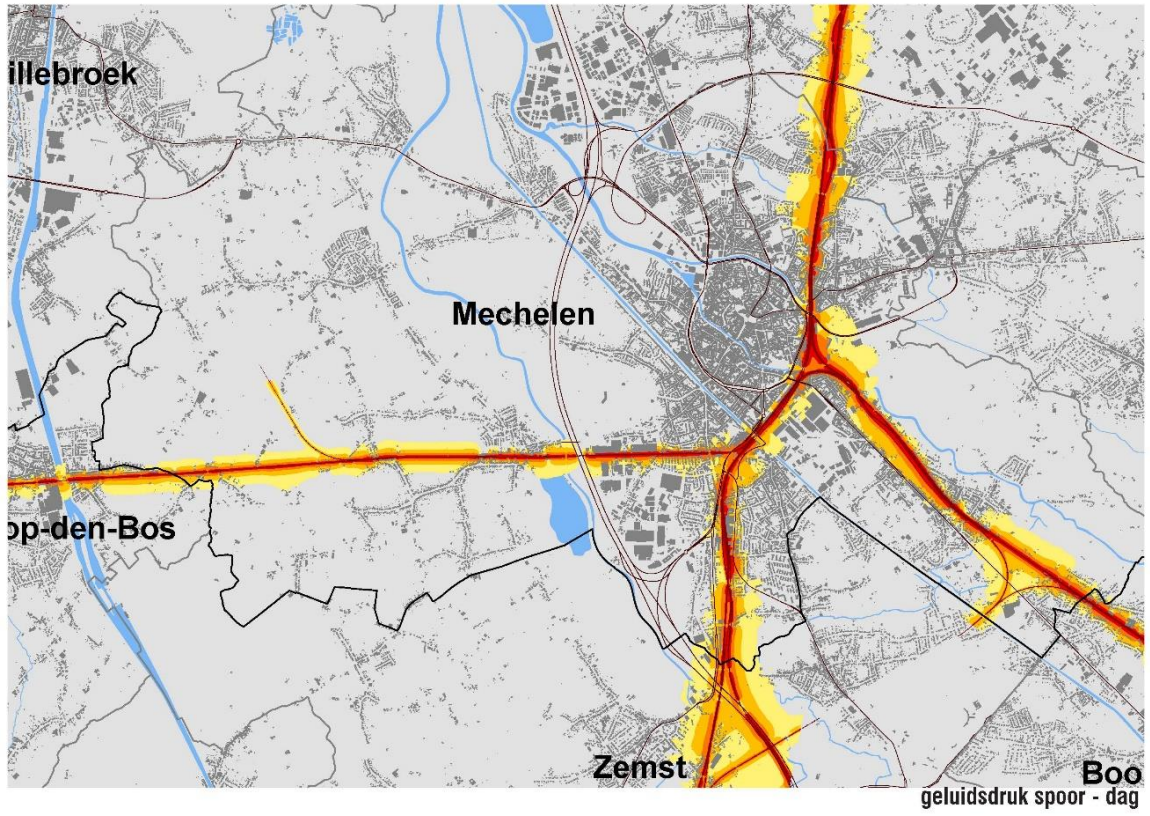 illebroek
Mechelen
op-den-Bos
Zemst
Boo
geluidsdruk spoor - dag